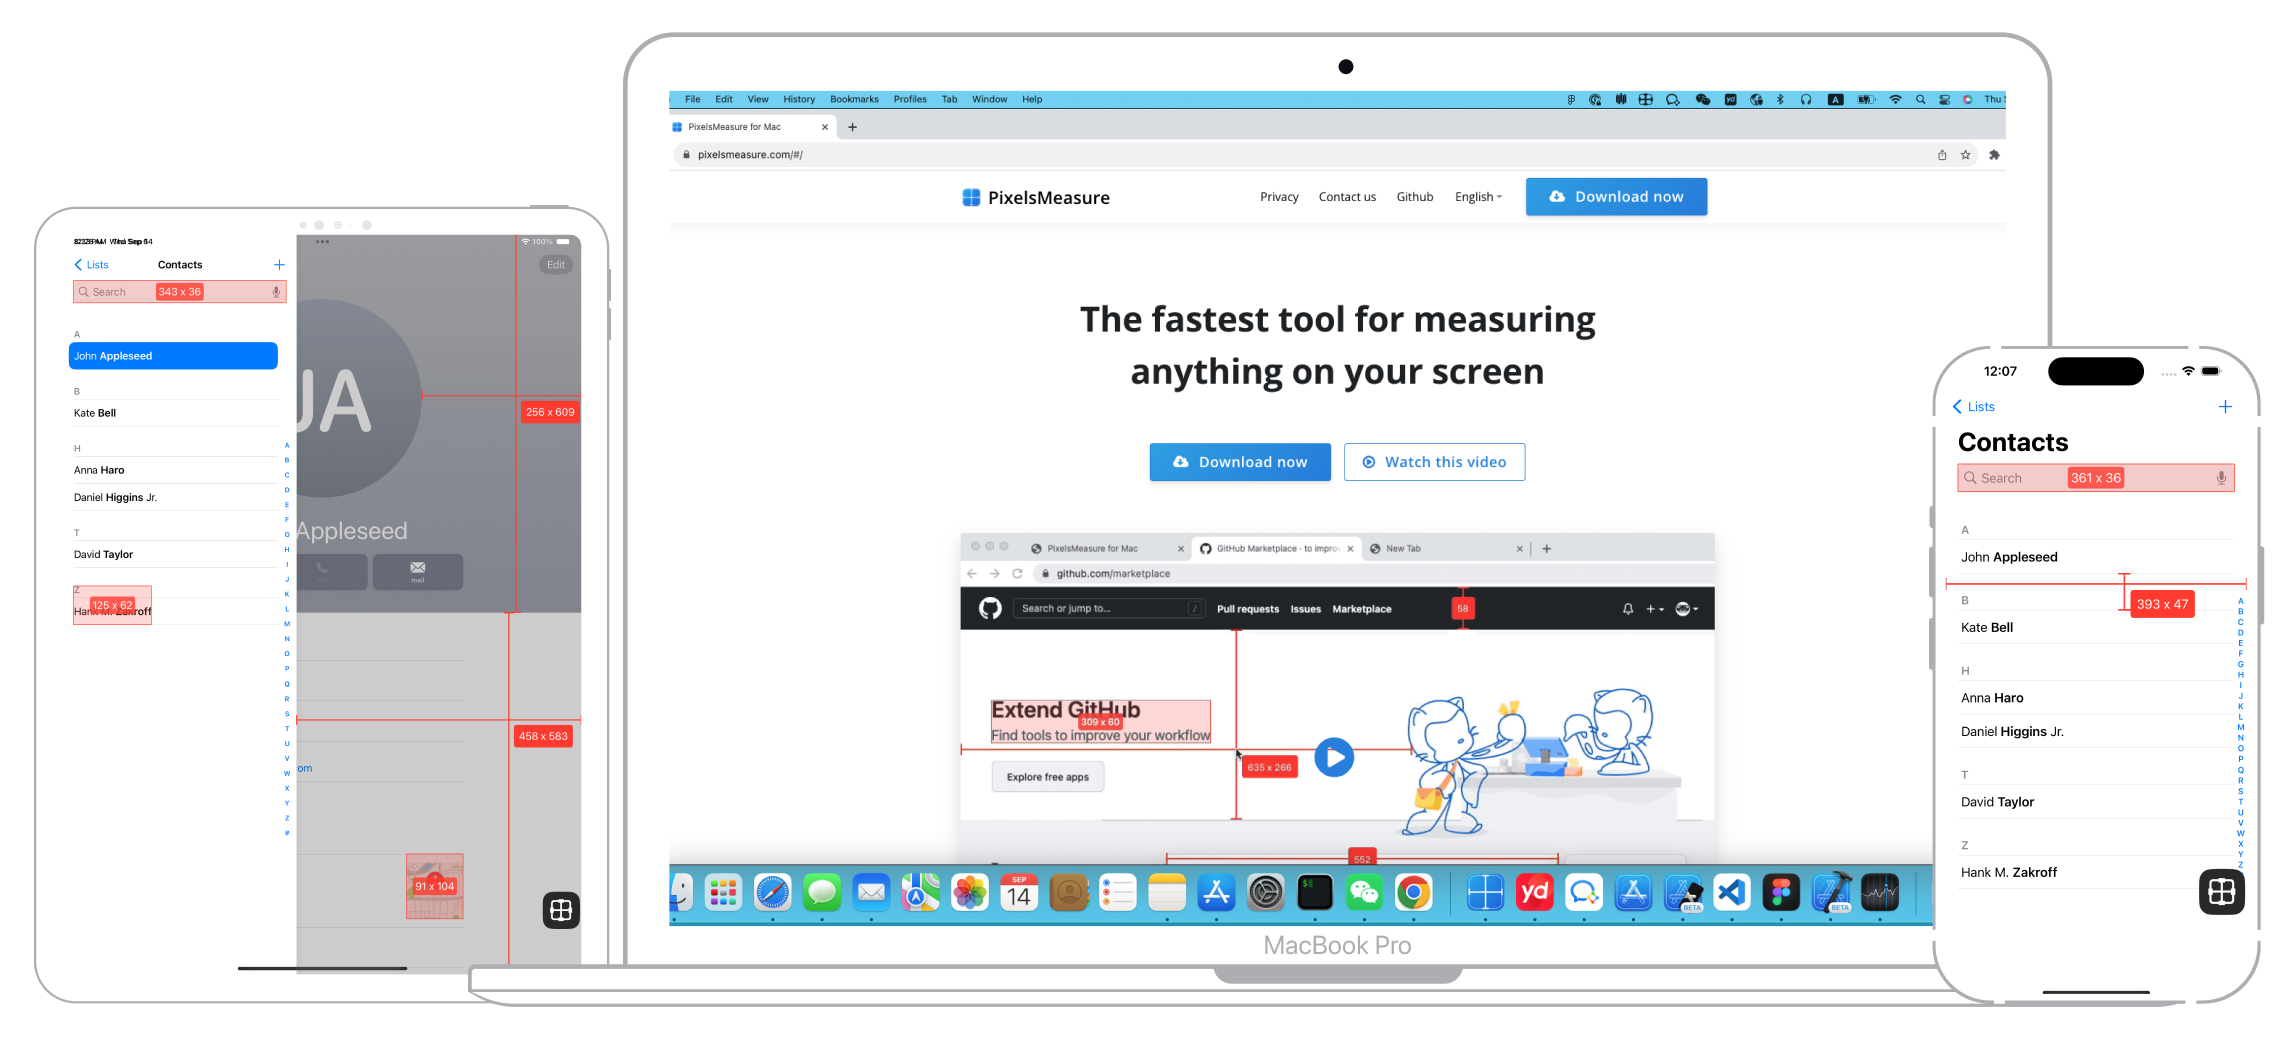 File Edit View History Bookmarks Profiles Tab Window Help
A
yd
Thu
PixelsMeasure for Mac
pixelsmeasure.com/#/
PixelsMeasure
Privacy Contact us Github English Download now
The fastest tool for measuring
anything on your screen
Download now Watch this video
PixelsMeasure for Mac GitHub Marketplace · to improv New Tab
github.com/marketplace
Search or jump to... / Pull requests Issues Marketplace 58
Extend GitHub
309 x 60
Find tools to improve your workflow
635 x 266
Explore free apps
552
SEP
14
yd
BETA
BETA
MacBook Pro
Wed Sep 14
100%
Lists Contacts
Edit
Search 343 x 36
A
John Appleseed
B
Kate Bell
H
Anna Haro
Daniel Higgins Jr.
T
David Taylor
Z
125 x 62
Hank M. Zakroff
A
B
C
D
E
F
G
H
I
J
K
L
M
N
O
P
Q
R
S
T
U
V
W
X
Y
Z
#
JA
256 x 609
Appleseed
mail
458 x 583
om
91 x 104
12:07
Lists
Contacts
Search 361 x 36
A
John Appleseed
393 x 47
B
Kate Bell
H
Anna Haro
Daniel Higgins Jr.
T
David Taylor
Z
Hank M. Zakroff
A
B
C
D
E
F
G
H
I
J
K
L
M
N
O
P
Q
R
S
T
U
V
W
X
Y
Z